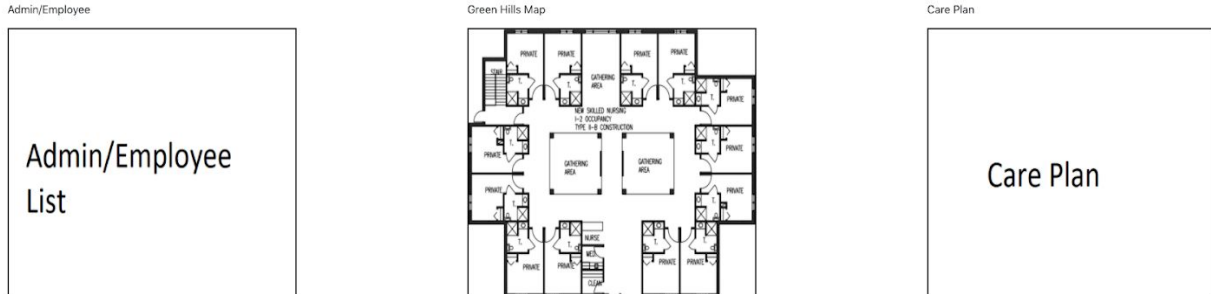 Admin/Employee
Green Hills Map
Care Plan
Admin/Employee
List
PRIVATE
PRIVATE
PRIVATE
PRIVATE
STAIR
GATHERING
AREA
T.
T.
T.
T.
T.
PRIVATE
NEW SKILLED NURSING
I-2 OCCUPANCY
TYPE II-B CONSTRUCTION
T.
T.
PRIVATE
PRIVATE
GATHERING
AREA
GATHERING
AREA
PRIVATE
PRIVATE
T.
T.
NURSE
T.
T.
T.
T.
MED.
CLEAN
PRIVATE
PRIVATE
PRIVATE
PRIVATE
Care Plan